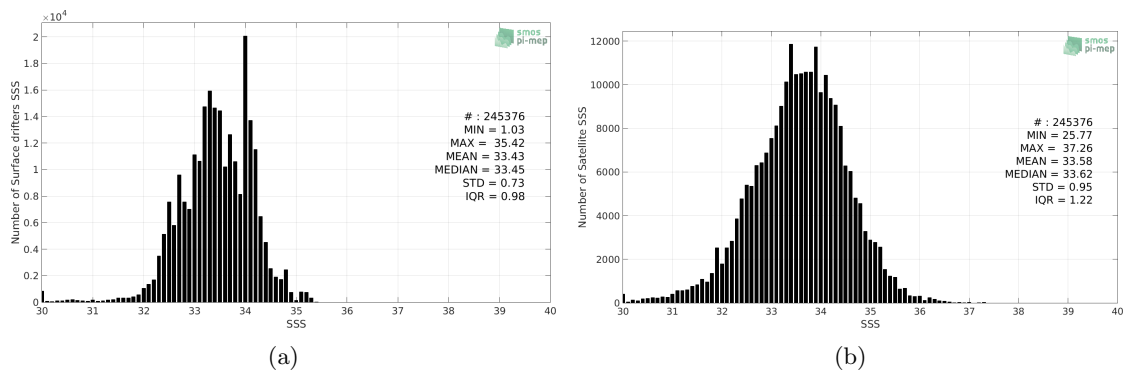 ×10⁴
2
1.8
1.6
1.4
1.2
1
0.8
0.6
0.4
0.2
0
Number of Surface drifters SSS
30 31 32 33 34 35 36 37 38 39 40
SSS
smos
pi-mep
# : 245376
MIN = 1.03
MAX = 35.42
MEAN = 33.43
MEDIAN = 33.45
STD = 0.73
IQR = 0.98
(a)
12000
10000
8000
6000
4000
2000
0
Number of Satellite SSS
30 31 32 33 34 35 36 37 38 39 40
SSS
smos
pi-mep
# : 245376
MIN = 25.77
MAX = 37.26
MEAN = 33.58
MEDIAN = 33.62
STD = 0.95
IQR = 1.22
(b)